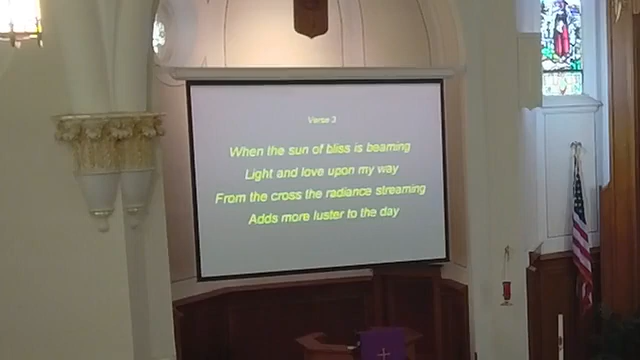 Verse 3
When the sun of bliss is beaming
Light and love upon my way
From the cross the radiance streaming
Adds more luster to the day